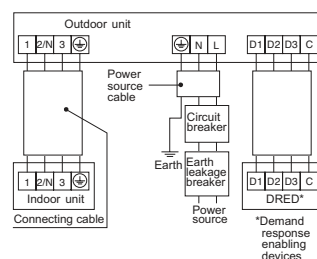 Outdoor unit
1 2/N 3
N L
D1 D2 D3 C
Power
source
cable
Circuit
breaker
Earth
Earth
leakage
breaker
1 2/N 3
D1 D2 D3 C
Indoor unit
DRED*
Connecting cable
Power
source
*Demand
response
enabling
devices